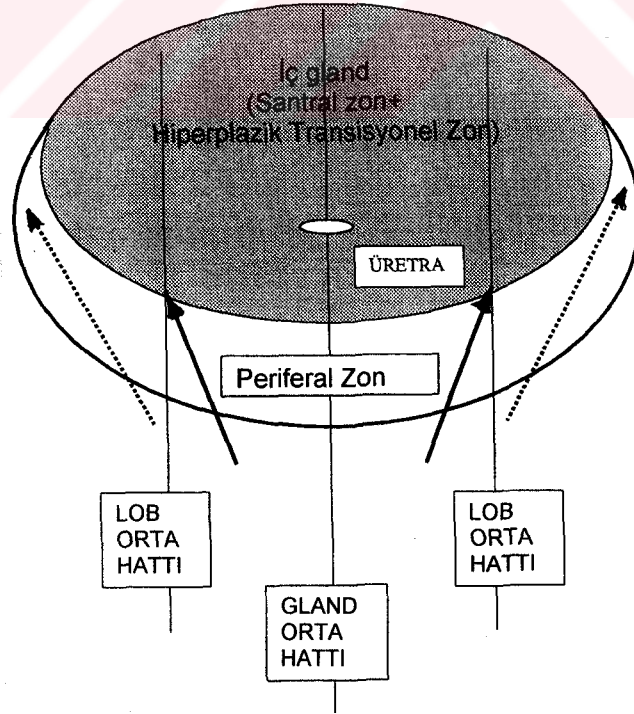 İç gland
(Santral zon+
Hiperplazik Transisyonel Zon)
ÜRETRA
Periferal Zon
LOB
ORTA
HATTI
LOB
ORTA
HATTI
GLAND
ORTA
HATTI